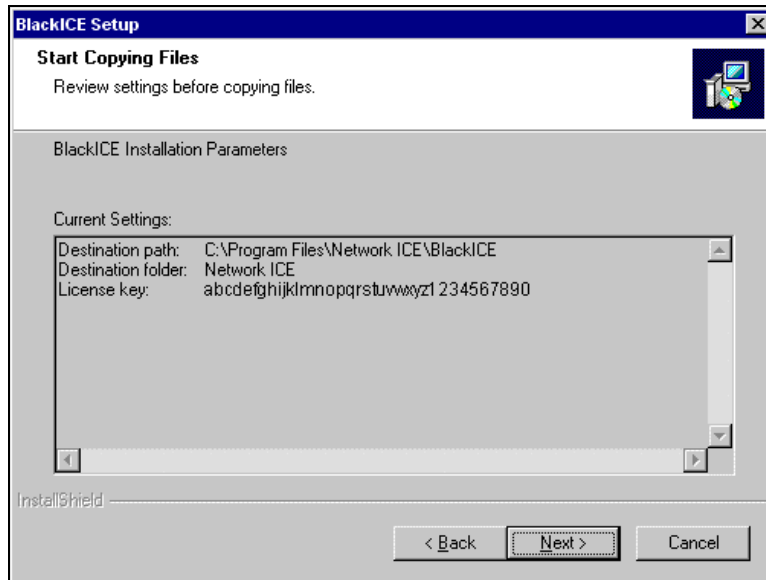 BlackICE Setup
Start Copying Files
Review settings before copying files.
BlackICE Installation Parameters
Current Settings:
Destination path: C:\Program Files\Network ICE\BlackICE
Destination folder: Network ICE
License key: abcdefghijklmnopqrstuvwxyz1234567890
InstallShield
< Back Next > Cancel